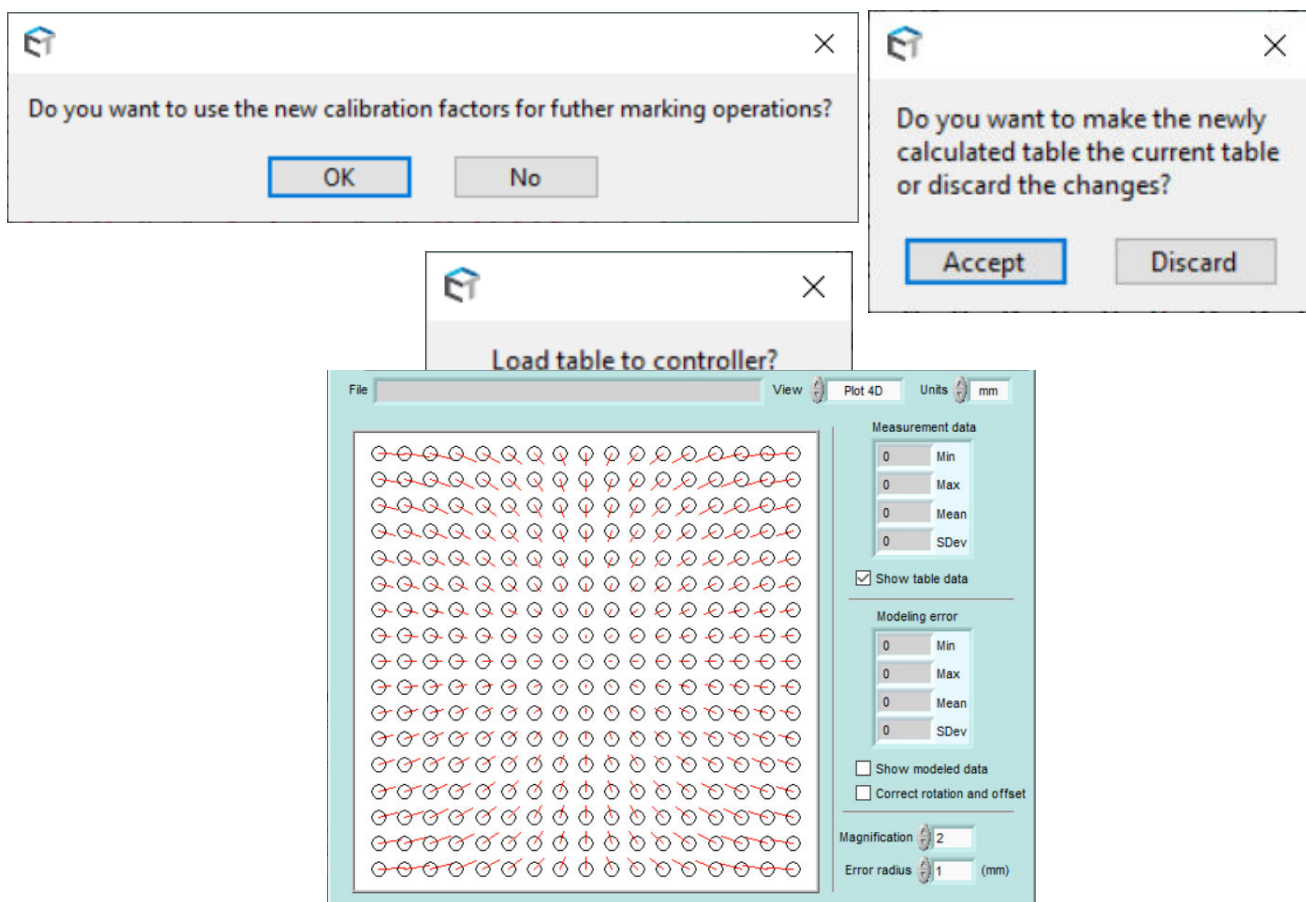 Do you want to use the new calibration factors for futher marking operations?
OK No
Do you want to make the newly
calculated table the current table
or discard the changes?
Accept Discard
Load table to controller?
File View Plot 4D Units mm
Measurement data
0 Min
0 Max
0 Mean
0 SDev
Show table data
Modeling error
0 Min
0 Max
0 Mean
0 SDev
Show modeled data
Correct rotation and offset
Magnification 2
Error radius 1 (mm)